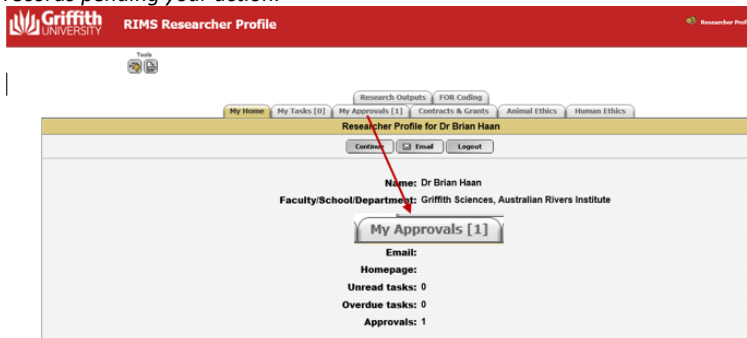 records pending your action.
Griffith
UNIVERSITY
RIMS Researcher Profile
Researcher Prof
Tools
Research Outputs FOR Coding
My Home My Tasks [0] My Approvals [1] Contracts & Grants Animal Ethics Human Ethics
Researcher Profile for Dr Brian Haan
Continue Email Logout
Name: Dr Brian Haan
Faculty/School/Department: Griffith Sciences, Australian Rivers Institute
My Approvals [1]
Email:
Homepage:
Unread tasks: 0
Overdue tasks: 0
Approvals: 1